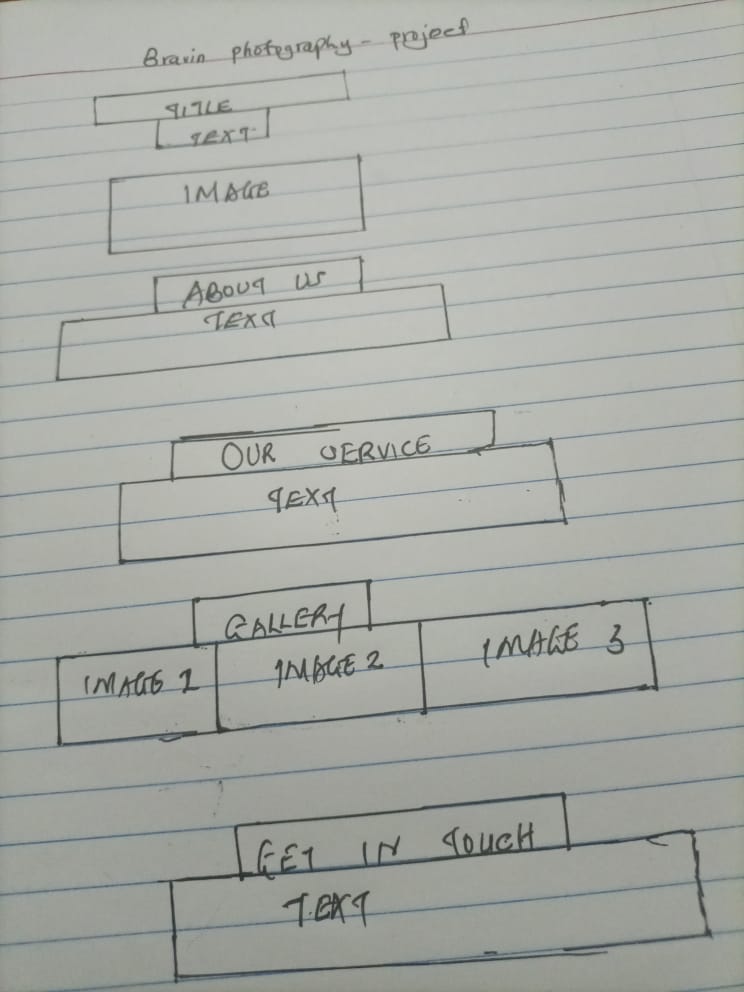 Bravin photography - project
TITLE
TEXT
IMAGE
ABOUT US
TEXT
OUR SERVICE
TEXT
GALLERY
IMAGE 1 IMAGE 2 IMAGE 3
GET IN TOUCH
TEXT